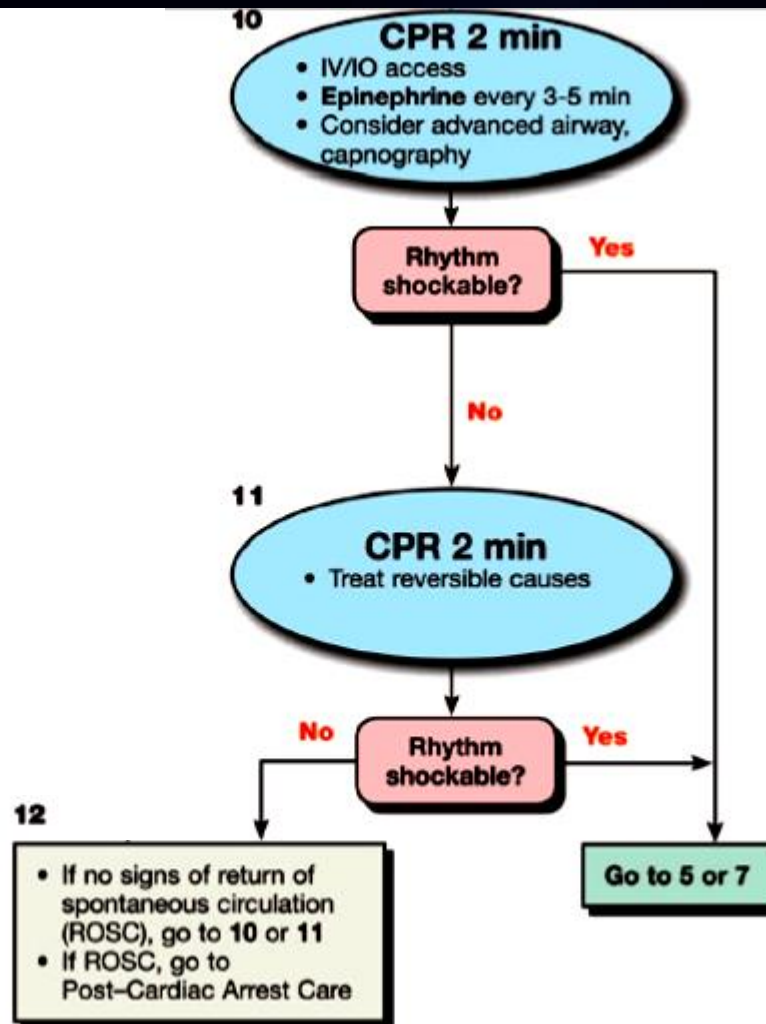 10
CPR 2 min
• IV/IO access
• Epinephrine every 3-5 min
• Consider advanced airway,
capnography
Rhythm
shockable?
Yes
No
11
CPR 2 min
• Treat reversible causes
Rhythm
shockable?
No
Yes
12
• If no signs of return of
spontaneous circulation
(ROSC), go to 10 or 11
• If ROSC, go to
Post–Cardiac Arrest Care
Go to 5 or 7